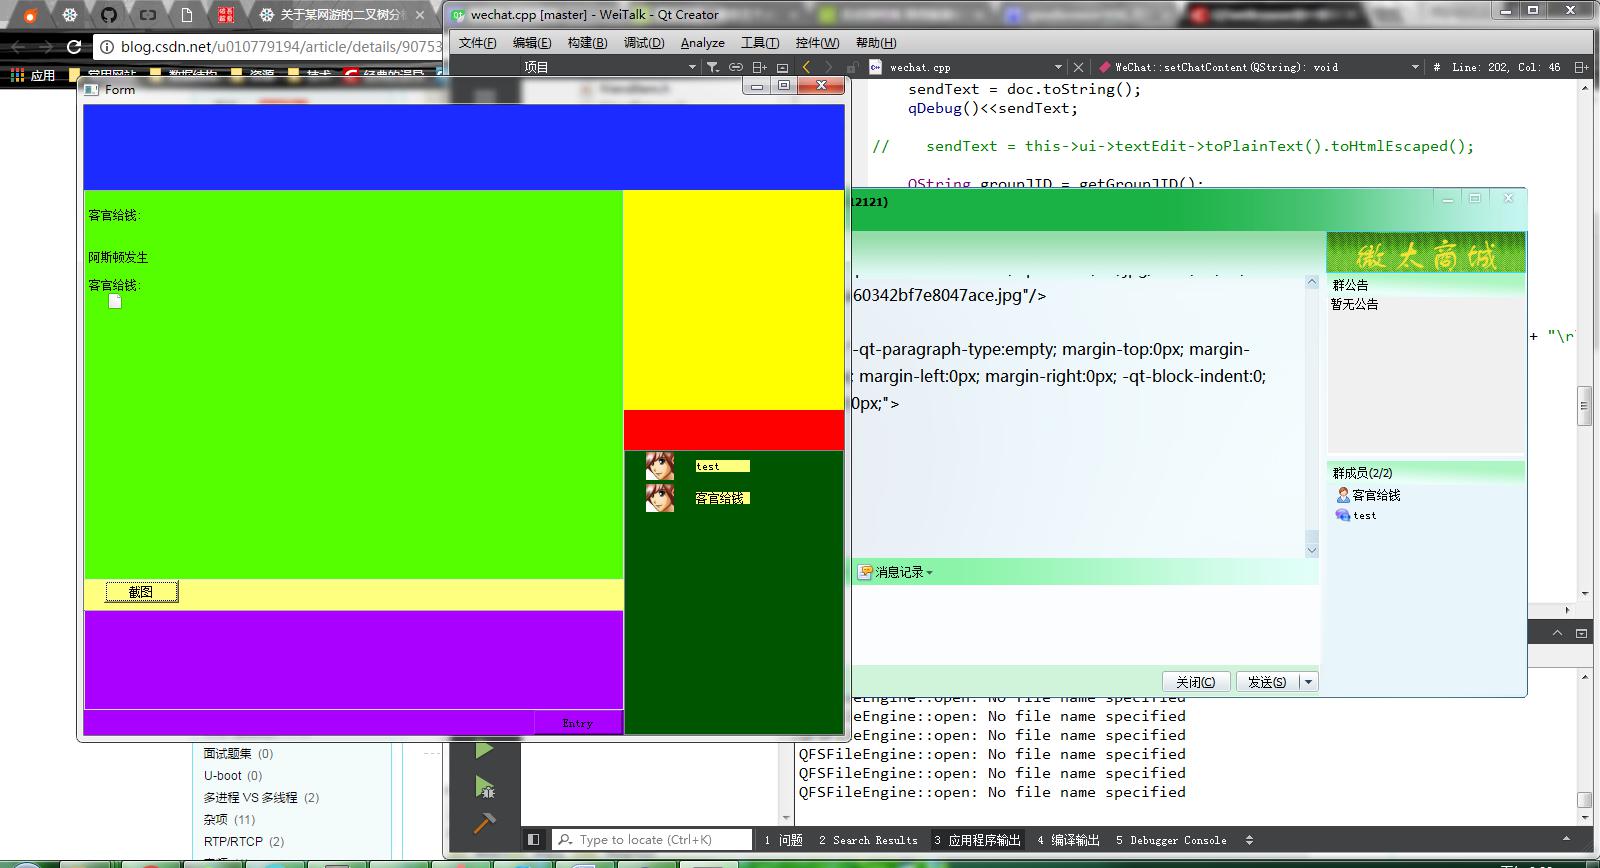 关于某网游的二叉树分
wechat.cpp [master] - WeiTalk - Qt Creator
blog.csdn.net/u010779194/article/details/90753
文件(F) 编辑(E) 构建(B) 调试(D) Analyze 工具(T) 控件(W) 帮助(H)
应用
项目
wechat.cpp
WeChat::setChatContent(QString): void
# Line: 202, Col: 46
Form
sendText = doc.toString();
qDebug()<<sendText;
// sendText = this->ui->textEdit->toPlainText().toHtmlEscaped();
QString groupJID = getGroupJID();
+ "\r
客官给钱:
阿斯顿发生
客官给钱:
test
客官给钱
截图
Entry
12121)
微太商城
60342bf7e8047ace.jpg"/>
-qt-paragraph-type:empty; margin-top:0px; margin-
: margin-left:0px; margin-right:0px; -qt-block-indent:0;
0px;">
群公告
暂无公告
群成员(2/2)
客官给钱
test
消息记录
关闭(C) 发送(S)
eEngine::open: No file name specified
QFSFileEngine::open: No file name specified
QFSFileEngine::open: No file name specified
QFSFileEngine::open: No file name specified
QFSFileEngine::open: No file name specified
面试题集 (0)
U-boot (0)
多进程 VS 多线程 (2)
杂项 (11)
RTP/RTCP (2)
Type to locate (Ctrl+K)
1 问题 2 Search Results 3 应用程序输出 4 编译输出 5 Debugger Console